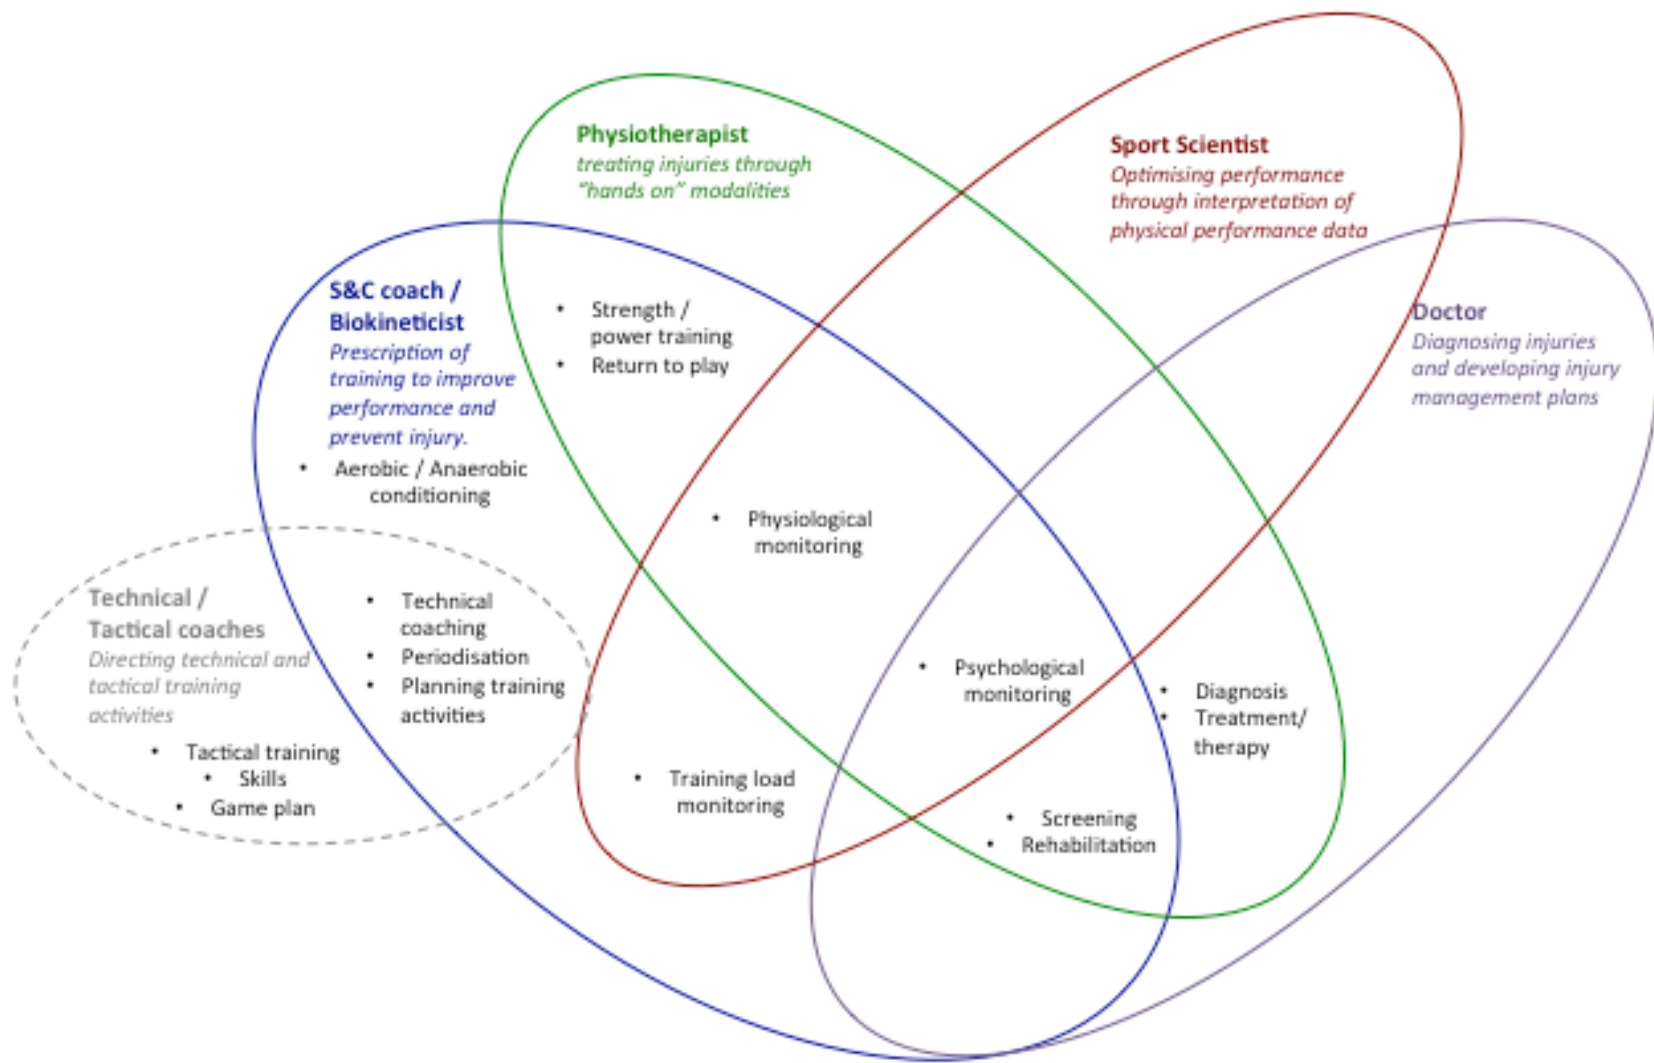 Physiotherapist
treating injuries through
"hands on" modalities
Sport Scientist
Optimising performance
through interpretation of
physical performance data
S&C coach /
Biokineticist
Prescription of
training to improve
performance and
prevent injury.
• Aerobic / Anaerobic
conditioning
• Strength /
power training
• Return to play
Doctor
Diagnosing injuries
and developing injury
management plans
• Physiological
monitoring
Technical /
Tactical coaches
Directing technical and
tactical training
activities
• Tactical training
• Skills
• Game plan
• Technical
coaching
• Periodisation
• Planning training
activities
• Psychological
monitoring
• Diagnosis
• Treatment/
therapy
• Training load
monitoring
• Screening
• Rehabilitation